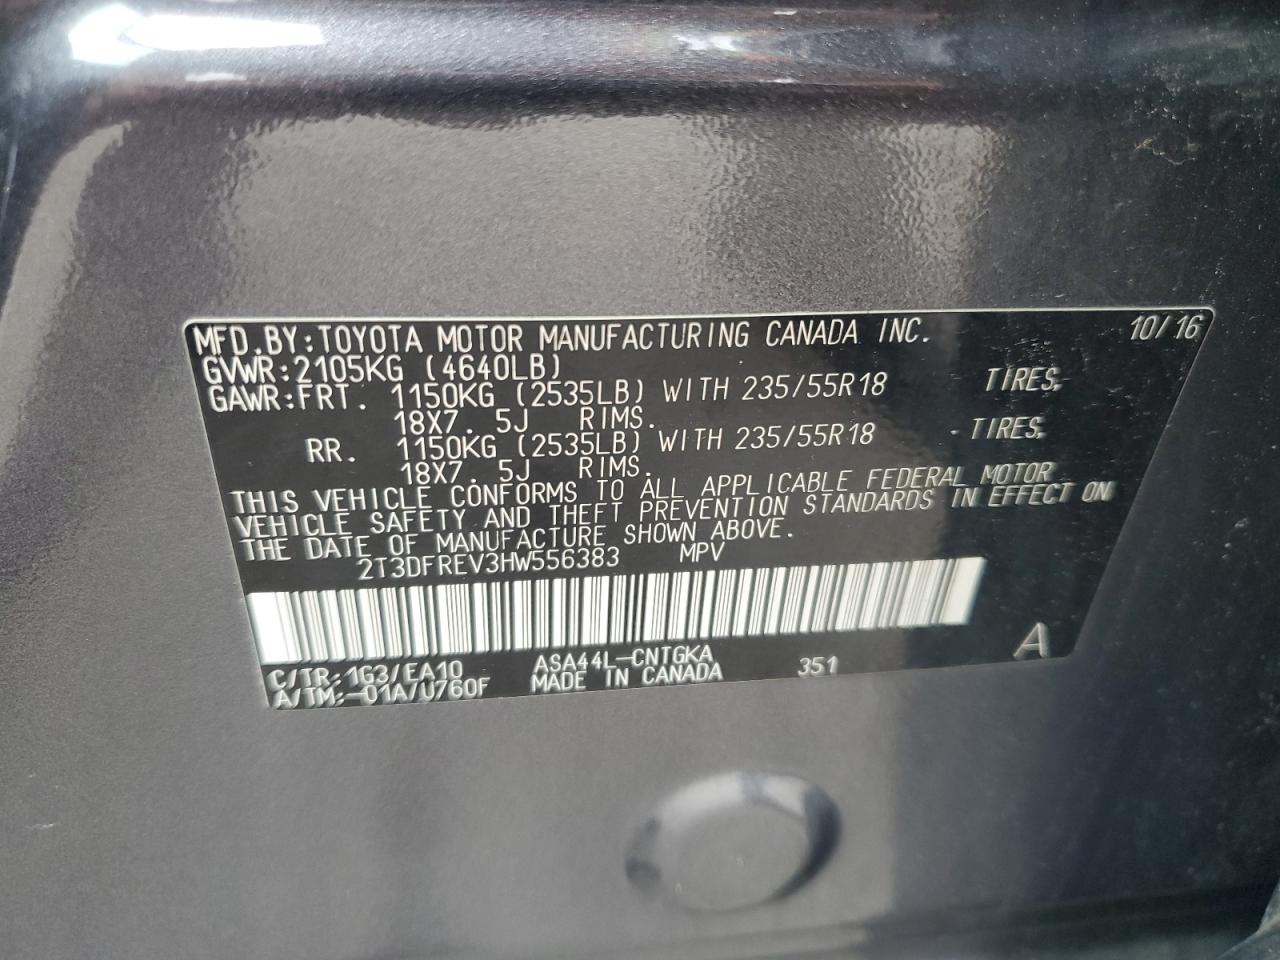 MFD. BY: TOYOTA MOTOR MANUFACTURING CANADA INC. 10/16
GVWR: 2105KG (4640LB)
GAWR: FRT. 1150KG (2535LB) WITH 235/55R18 TIRES,
18X7. 5J RIMS.
RR. 1150KG (2535LB) WITH 235/55R18 TIRES,
18X7. 5J RIMS.
THIS VEHICLE CONFORMS TO ALL APPLICABLE FEDERAL MOTOR
VEHICLE SAFETY AND THEFT PREVENTION STANDARDS IN EFFECT ON
THE DATE OF MANUFACTURE SHOWN ABOVE.
2T3DFREV3HW556383 MPV
C/TR: 1G3/EA10 ASA44L-CNTGKA 351 A
A/TM: -01A/U760F MADE IN CANADA